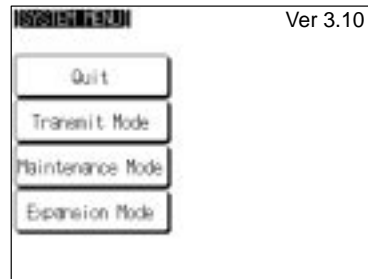 [SYSTEM MENU] Ver 3.10
Quit
Transmit Mode
Maintenance Mode
Expansion Mode